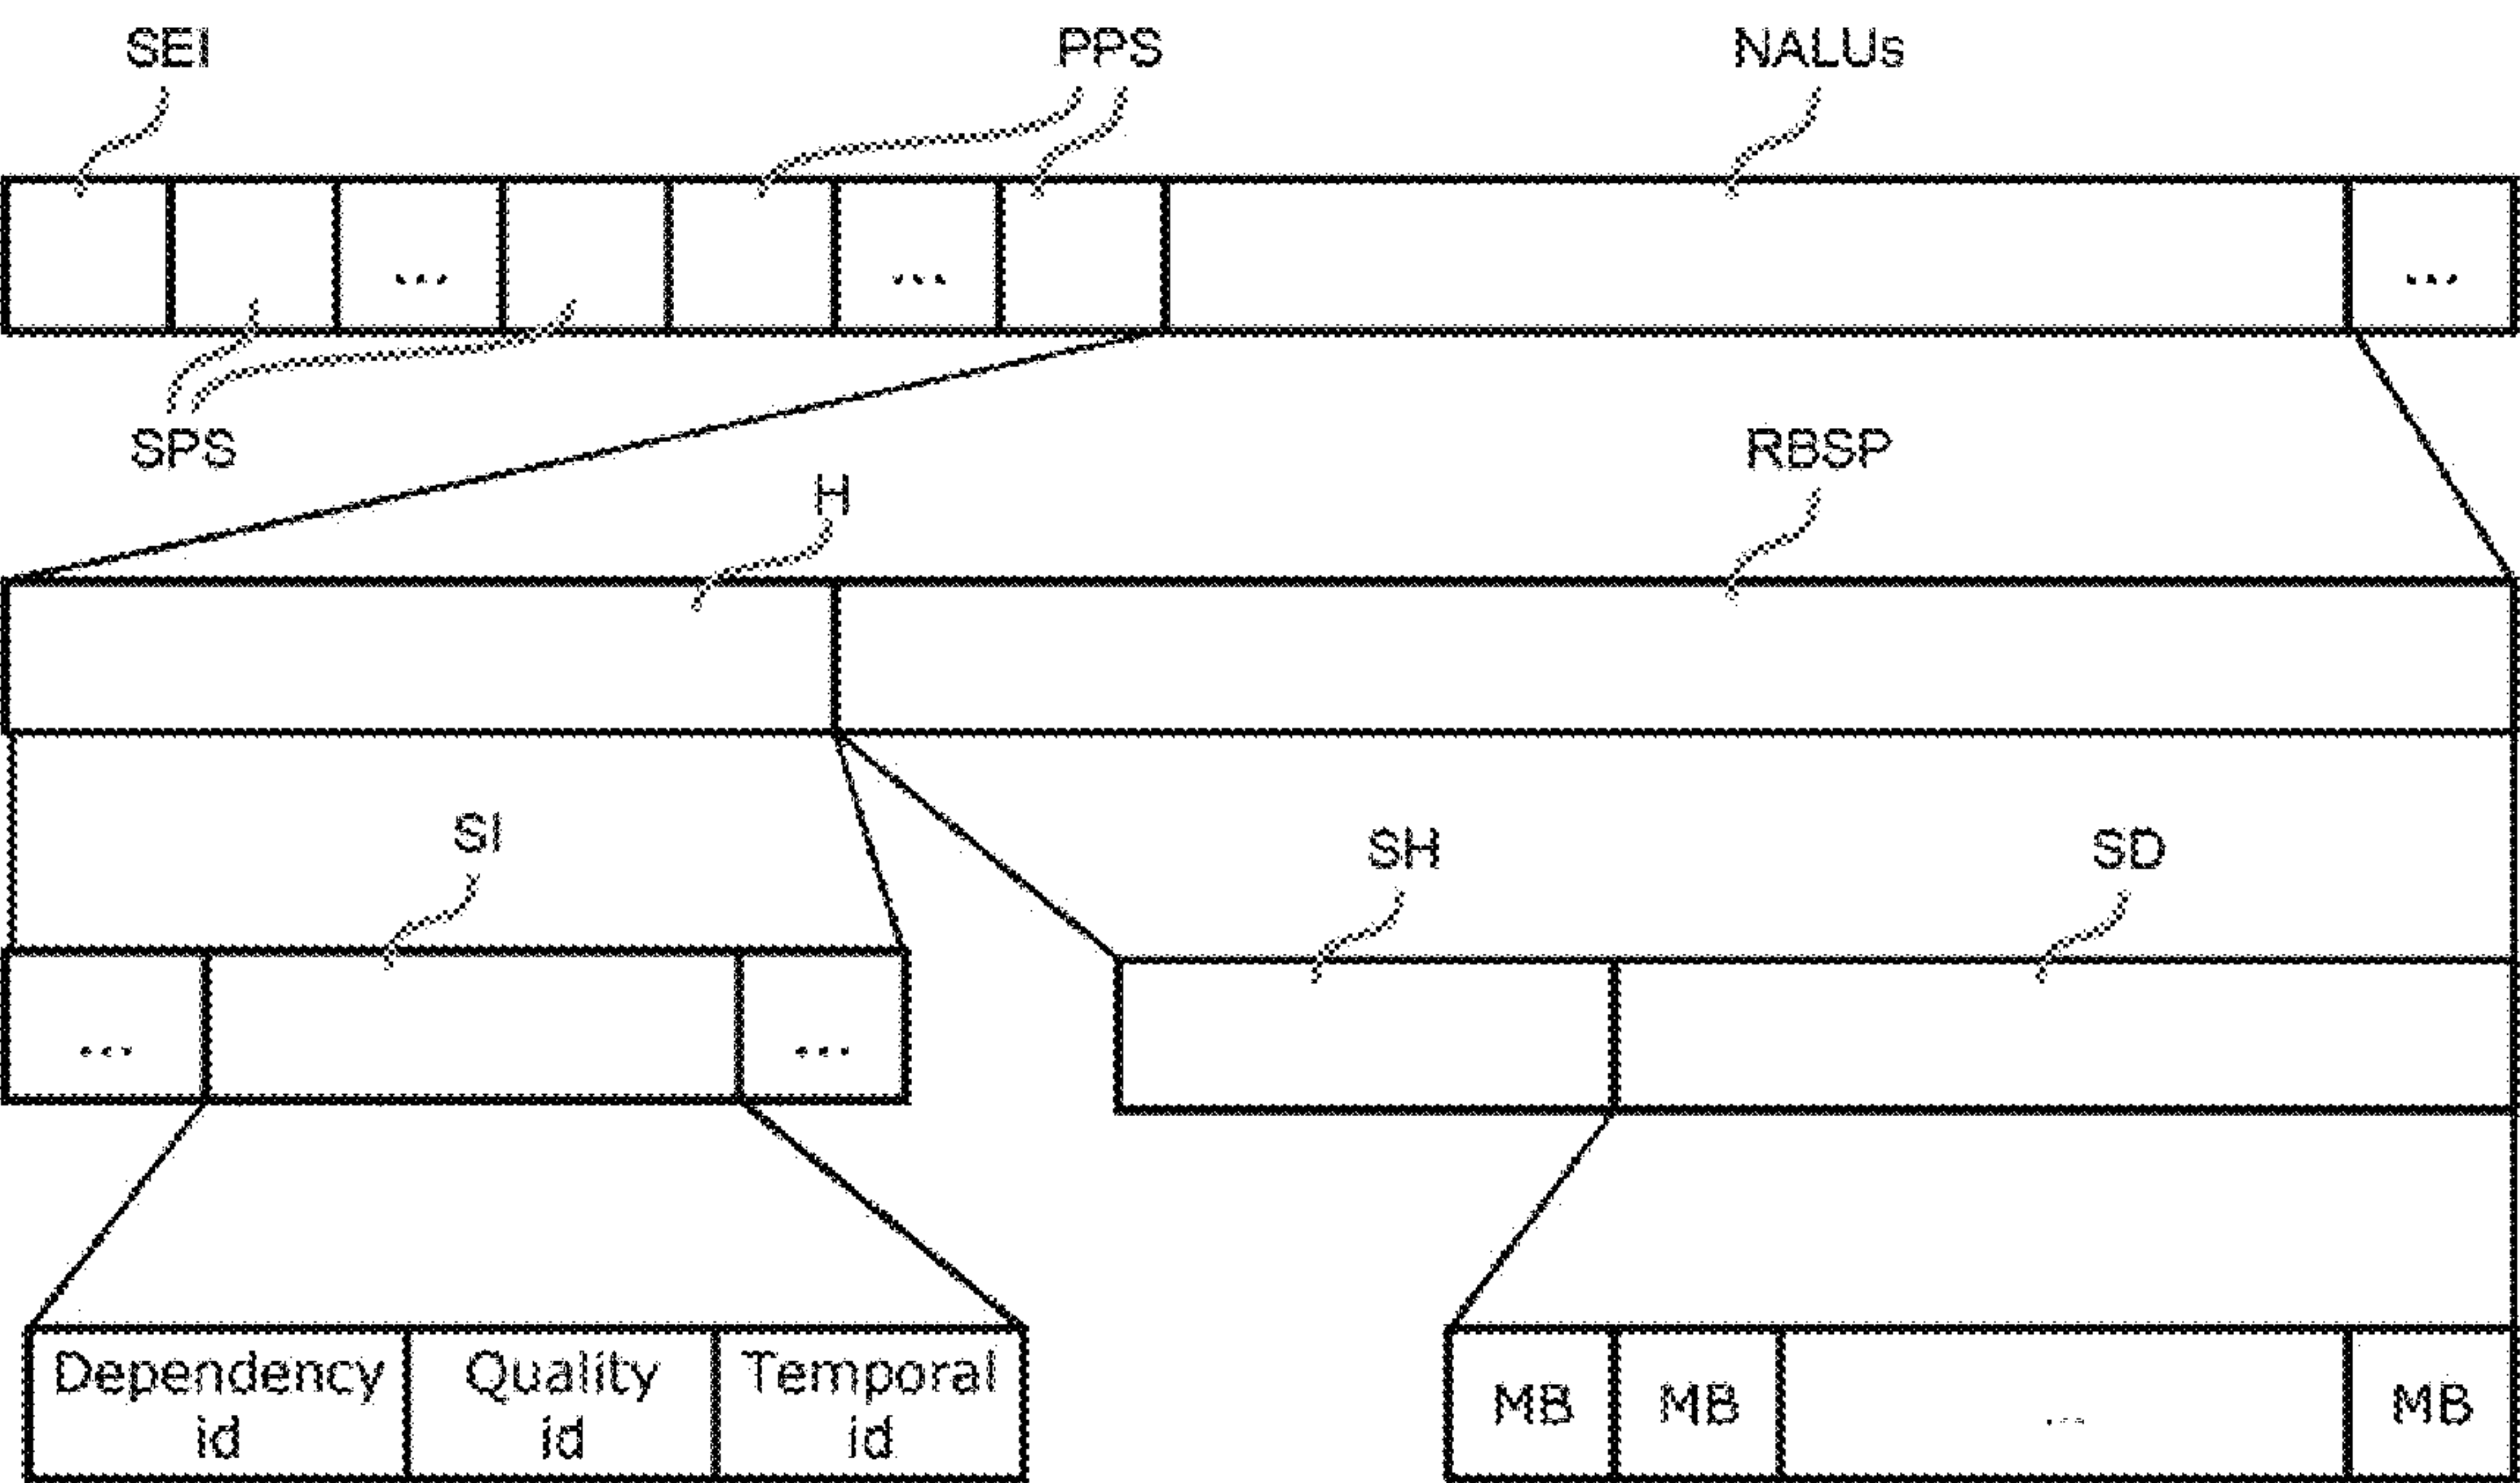 SEI PPS NALUs
... ... ...
SPS RBSP
H
SI SH SD
... ...
Dependency id Quality id Temporal id MB MB ... MB